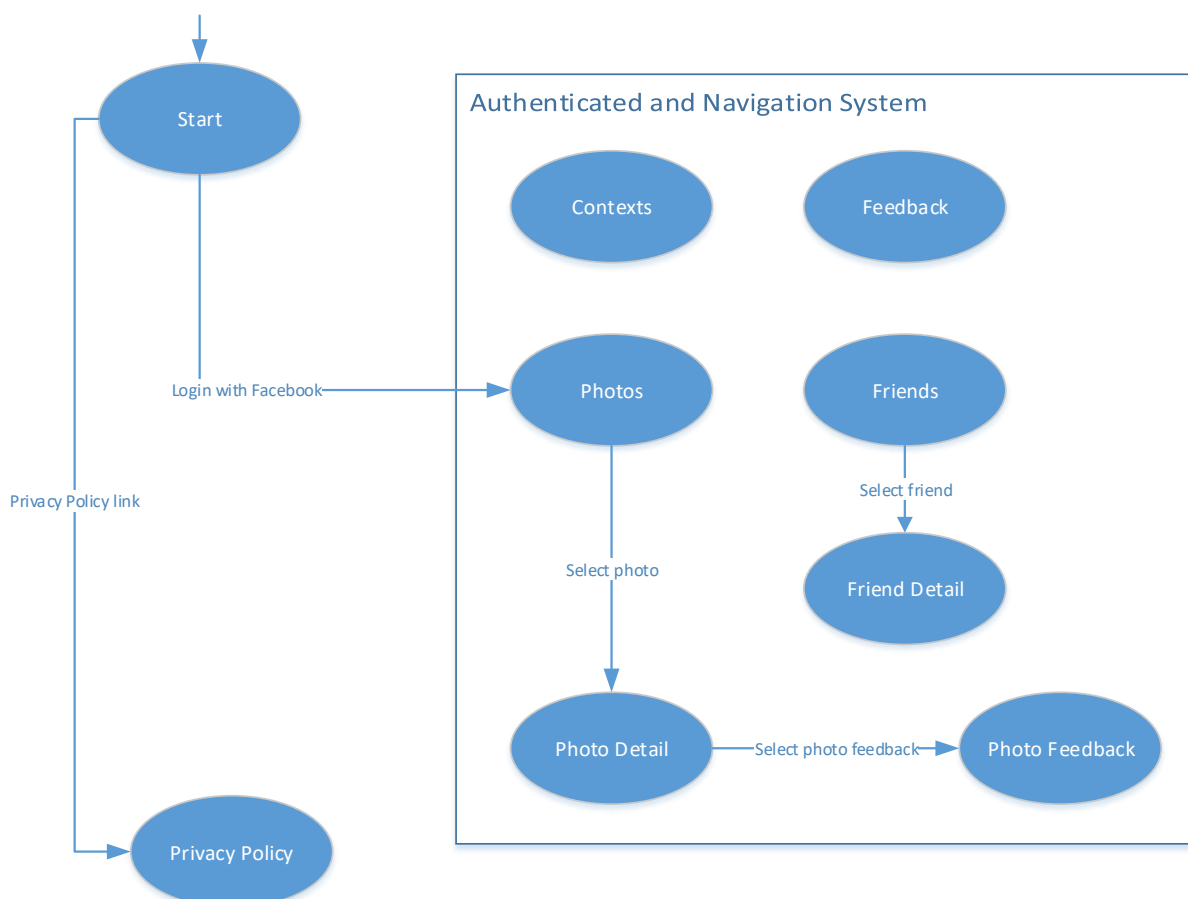 Start
Authenticated and Navigation System
Contexts
Feedback
Login with Facebook
Photos
Friends
Privacy Policy link
Select friend
Select photo
Friend Detail
Photo Detail
Select photo feedback
Photo Feedback
Privacy Policy